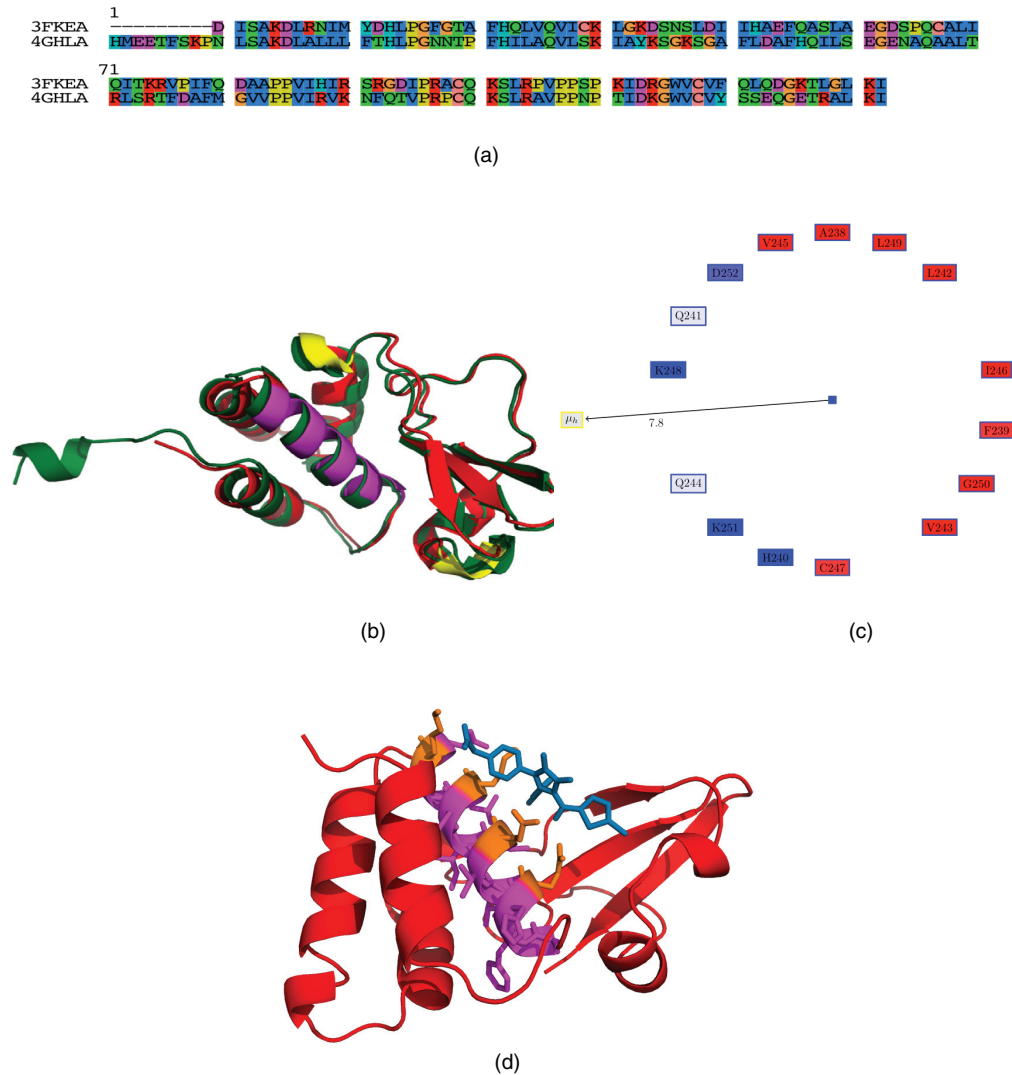 1
3FKEA ----------D ISAKDLRNIM YDHLPGFGTA FHQLVQVICK LGKDSNSLDI IHAEFQASLA EGDSPQCALI
4GHLA HMEETFSKPN LSAKDLALLL FTHLPGNNTP FHILAQVLSK IAYKSGKSGA FLDAFHQILS EGENAQAALT
71
3FKEA QITKRVPIFQ DAAPPVIHIR SRGDIPRACQ KSLRPVPPSP KIDRGWVCVF QLQDGKTLGL KI
4GHLA RLSRTFDAFM GVVPPVIRVK NFQTVPRPCQ KSLRAVPPNP TIDRGWVCVY SSEQGETRAL KI
(a)
A238
V245
L249
D252
L242
Q241
K248
I246
μh
7.8
F239
Q244
G250
K251
V243
H240
C247
(b)
(c)
(d)